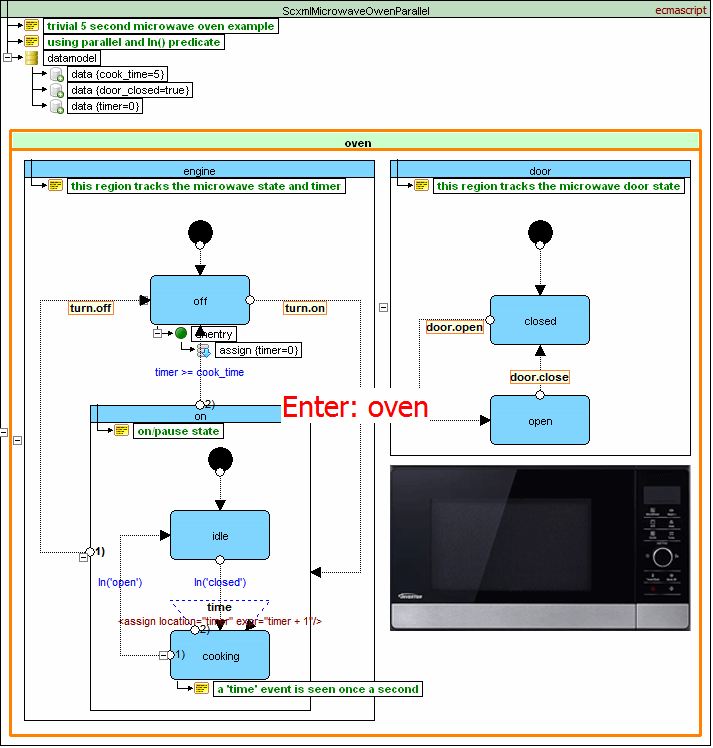 ScxmlMicrowaveOwenParallel
ecmascript
trivial 5 second microwave oven example
using parallel and In() predicate
datamodel
data {cook_time=5}
data {door_closed=true}
data {timer=0}
oven
engine
this region tracks the microwave state and timer
door
this region tracks the microwave door state
off
turn.off
turn.on
onentry
assign {timer=0}
timer >= cook_time
closed
door.open
door.close
open
Enter: oven
2)
on
on/pause state
idle
1)
In('open')
In('closed')
time
<assign location="timer" expr="timer + 1"/>
2)
1)
cooking
a 'time' event is seen once a second
INVERTER